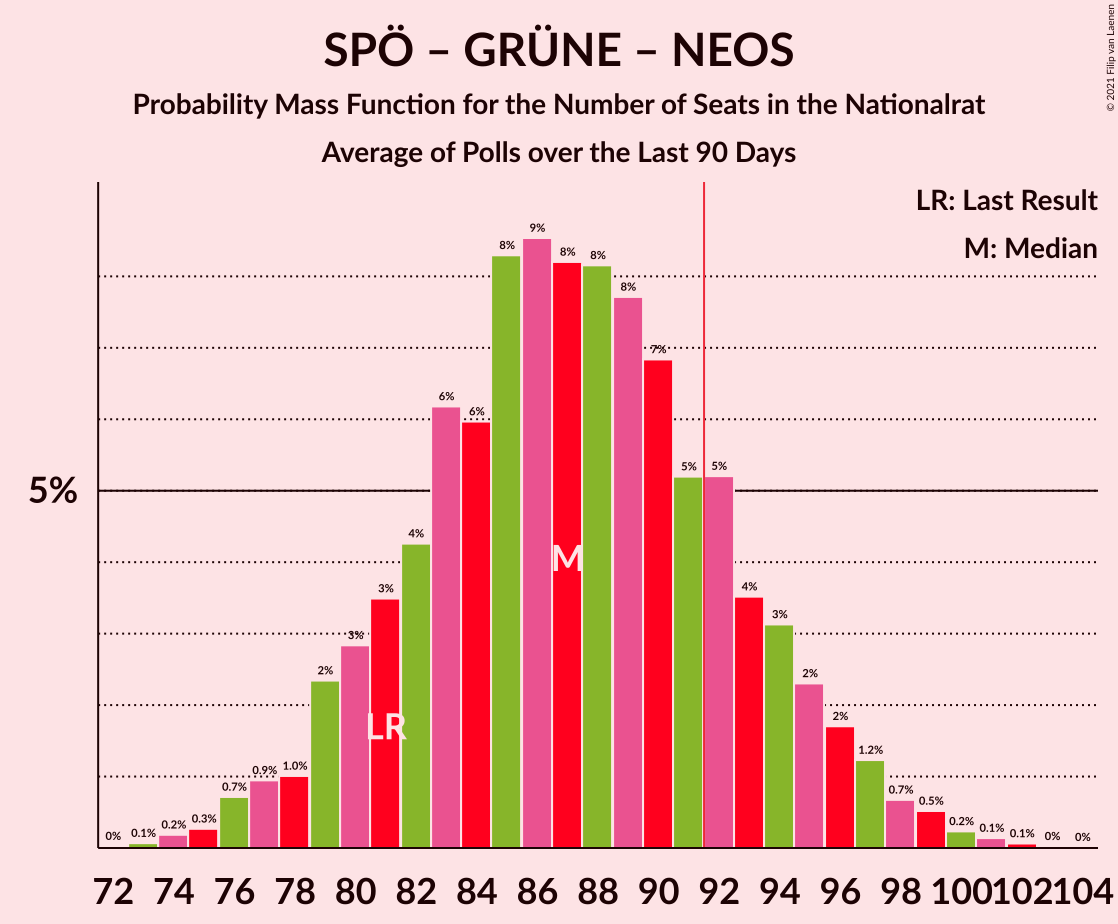 SPÖ – GRÜNE – NEOS
Probability Mass Function for the Number of Seats in the Nationalrat
Average of Polls over the Last 90 Days
© 2021 Filip van Laenen
LR: Last Result
M: Median
5%
0% 0.1% 0.2% 0.3% 0.7% 0.9% 1.0% 2% 3% 3% 4% 6% 6% 8% 9% 8% 8% 8% 7% 5% 5% 4% 3% 2% 2% 1.2% 0.7% 0.5% 0.2% 0.1% 0.1% 0% 0%
M
LR
72 74 76 78 80 82 84 86 88 90 92 94 96 98 100 102 104